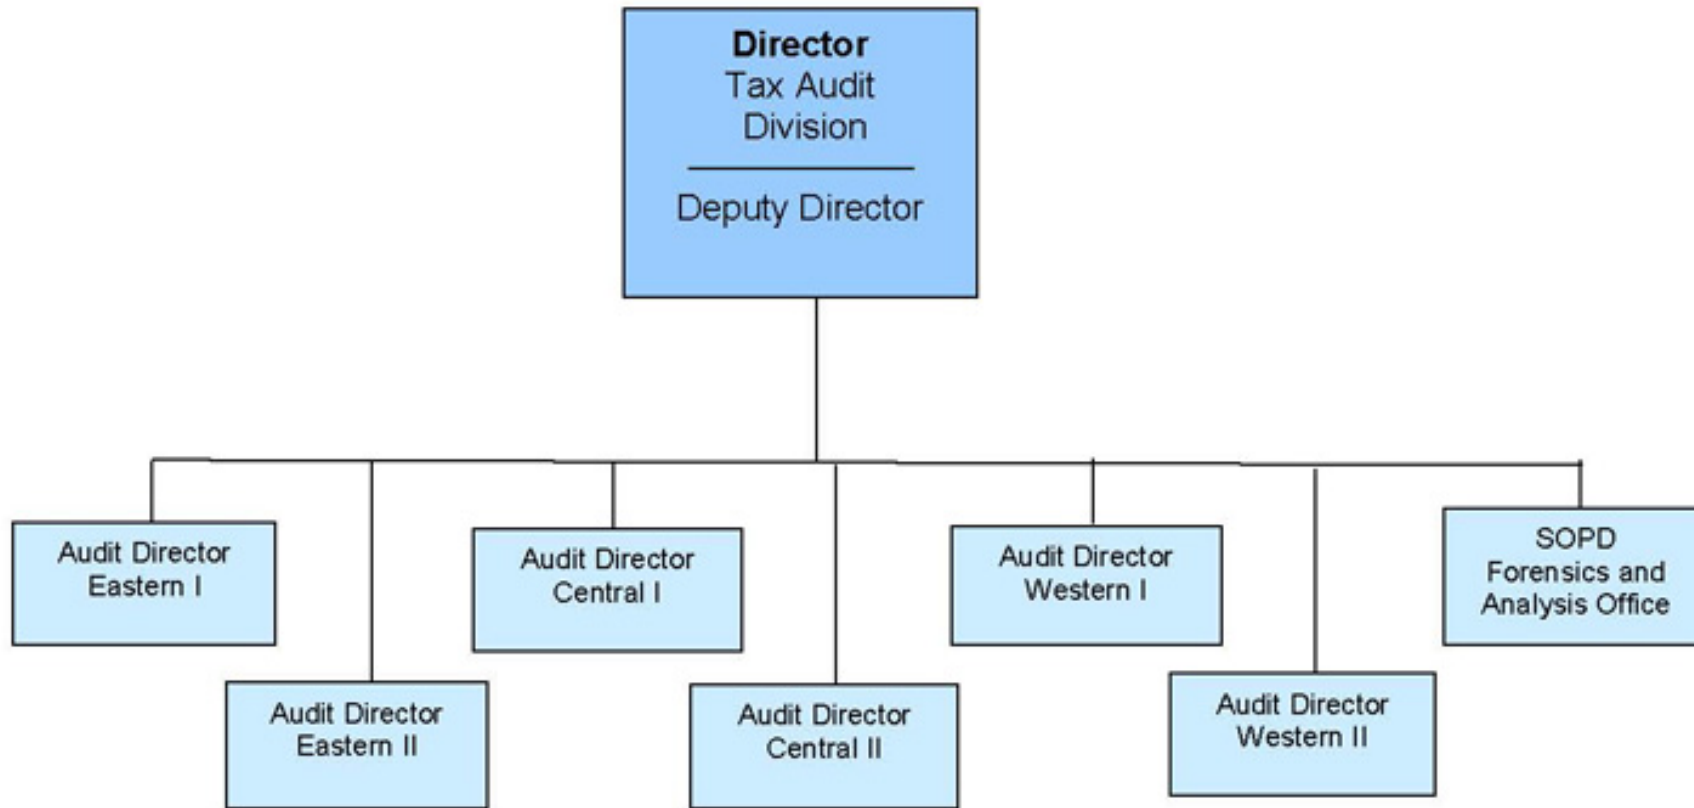 Director
Tax Audit
Division
Deputy Director
Audit Director
Eastern I
Audit Director
Eastern II
Audit Director
Central I
Audit Director
Central II
Audit Director
Western I
Audit Director
Western II
SOPD
Forensics and
Analysis Office